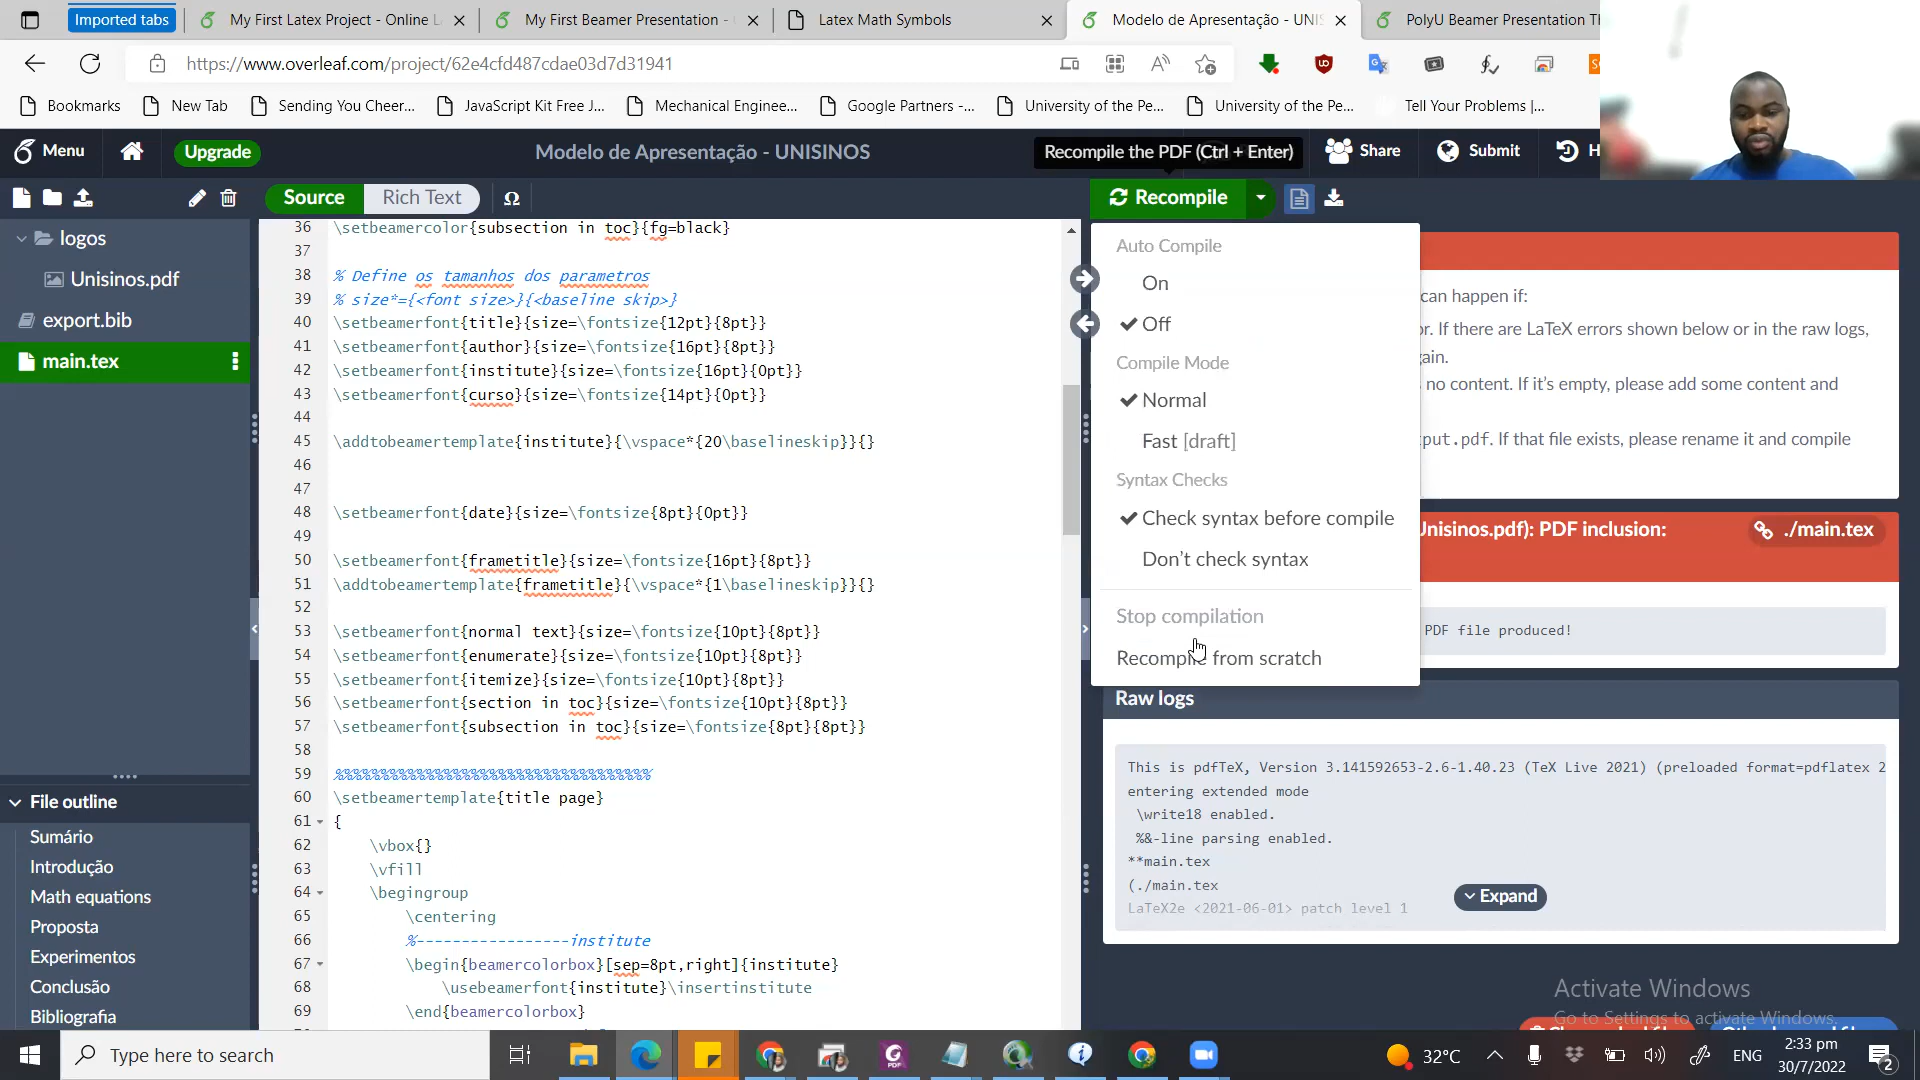 Imported tabs
My First Latex Project - Online L
My First Beamer Presentation -
Latex Math Symbols
Modelo de Apresentação - UNIS
PolyU Beamer Presentation Th
https://www.overleaf.com/project/62e4cfd487cdae03d7d31941
Bookmarks
New Tab
Sending You Cheer...
JavaScript Kit Free J...
Mechanical Enginee...
Google Partners -...
University of the Pe...
University of the Pe...
Tell Your Problems |...
Menu
Upgrade
Modelo de Apresentação - UNISINOS
Recompile the PDF (Ctrl + Enter)
Share
Submit
H
Source
Rich Text
Ω
Recompile
logos
Unisinos.pdf
export.bib
main.tex
File outline
Sumário
Introdução
Math equations
Proposta
Experimentos
Conclusão
Bibliografia
36 \setbeamercolor{subsection in toc}{fg=black}
37
38 % Define os tamanhos dos parametros
39 % size*={<font size>}{<baseline skip>}
40 \setbeamerfont{title}{size=\fontsize{12pt}{8pt}}
41 \setbeamerfont{author}{size=\fontsize{16pt}{8pt}}
42 \setbeamerfont{institute}{size=\fontsize{16pt}{0pt}}
43 \setbeamerfont{curso}{size=\fontsize{14pt}{0pt}}
44
45 \addtobeamertemplate{institute}{\vspace*{20\baselineskip}}{}
46
47
48 \setbeamerfont{date}{size=\fontsize{8pt}{0pt}}
49
50 \setbeamerfont{frametitle}{size=\fontsize{16pt}{8pt}}
51 \addtobeamertemplate{frametitle}{\vspace*{1\baselineskip}}{}
52
53 \setbeamerfont{normal text}{size=\fontsize{10pt}{8pt}}
54 \setbeamerfont{enumerate}{size=\fontsize{10pt}{8pt}}
55 \setbeamerfont{itemize}{size=\fontsize{10pt}{8pt}}
56 \setbeamerfont{section in toc}{size=\fontsize{10pt}{8pt}}
57 \setbeamerfont{subsection in toc}{size=\fontsize{8pt}{8pt}}
58
59 %%%%%%%%%%%%%%%%%%%%%%%%%%%%%%%%%%%
60 \setbeamertemplate{title page}
61 {
62 \vbox{}
63 \vfill
64 \begingroup
65 \centering
66 %-----------------institute
67 \begin{beamercolorbox}[sep=8pt,right]{institute}
68 \usebeamerfont{institute}\insertinstitute
69 \end{beamercolorbox}
Auto Compile
On
Off
Compile Mode
Normal
Fast [draft]
Syntax Checks
Check syntax before compile
Don't check syntax
Stop compilation
Recompile from scratch
can happen if:
r. If there are LaTeX errors shown below or in the raw logs,
ain.
no content. If it's empty, please add some content and
put.pdf. If that file exists, please rename it and compile
Unisinos.pdf): PDF inclusion:
./main.tex
PDF file produced!
Raw logs
This is pdfTeX, Version 3.141592653-2.6-1.40.23 (TeX Live 2021) (preloaded format=pdflatex 2
entering extended mode
\write18 enabled.
%&-line parsing enabled.
**main.tex
(./main.tex
LaTeX2e <2021-06-01> patch level 1
Expand
Activate Windows
Go to Settings to activate Windows.
Type here to search
32°C
ENG
2:33 pm
30/7/2022
2